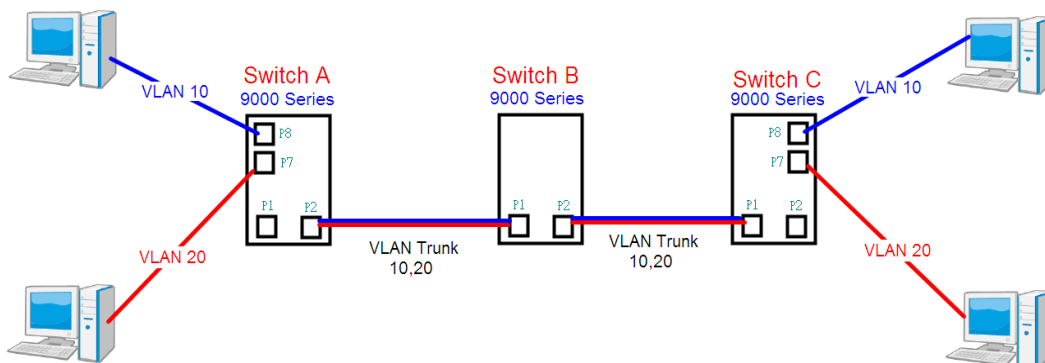 Switch A
9000 Series
P8
P7
P1
P2
VLAN 10
VLAN 20
VLAN Trunk
10,20
Switch B
9000 Series
P1
P2
VLAN Trunk
10,20
Switch C
9000 Series
P8
P7
P1
P2
VLAN 10
VLAN 20